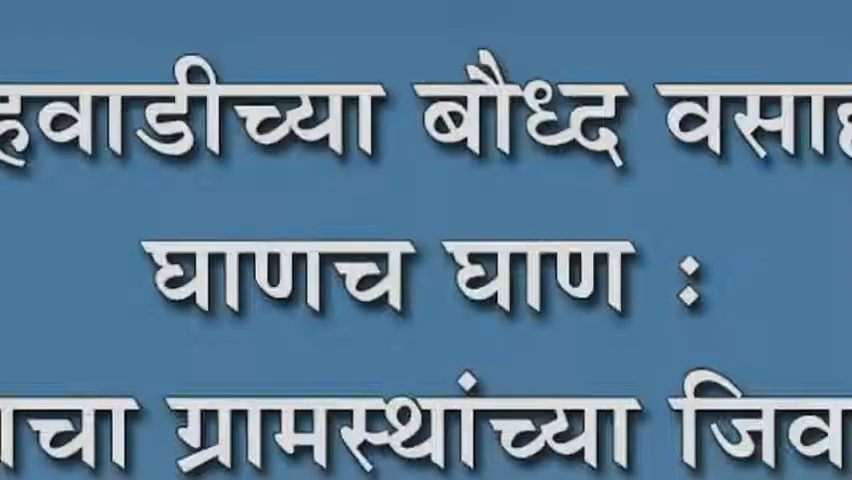 हवाडीच्या बौध्द वसाह
घाणच घाण :
ाचा ग्रामस्थांच्या जिव